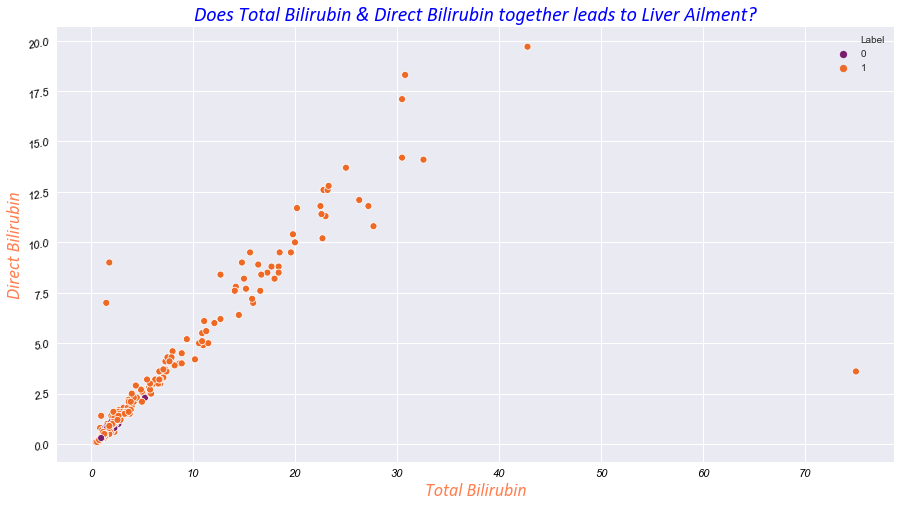 Does Total Bilirubin & Direct Bilirubin together leads to Liver Ailment?
Label
0
1
20.0
17.5
15.0
12.5
10.0
7.5
5.0
2.5
0.0
Direct Bilirubin
0 10 20 30 40 50 60 70
Total Bilirubin